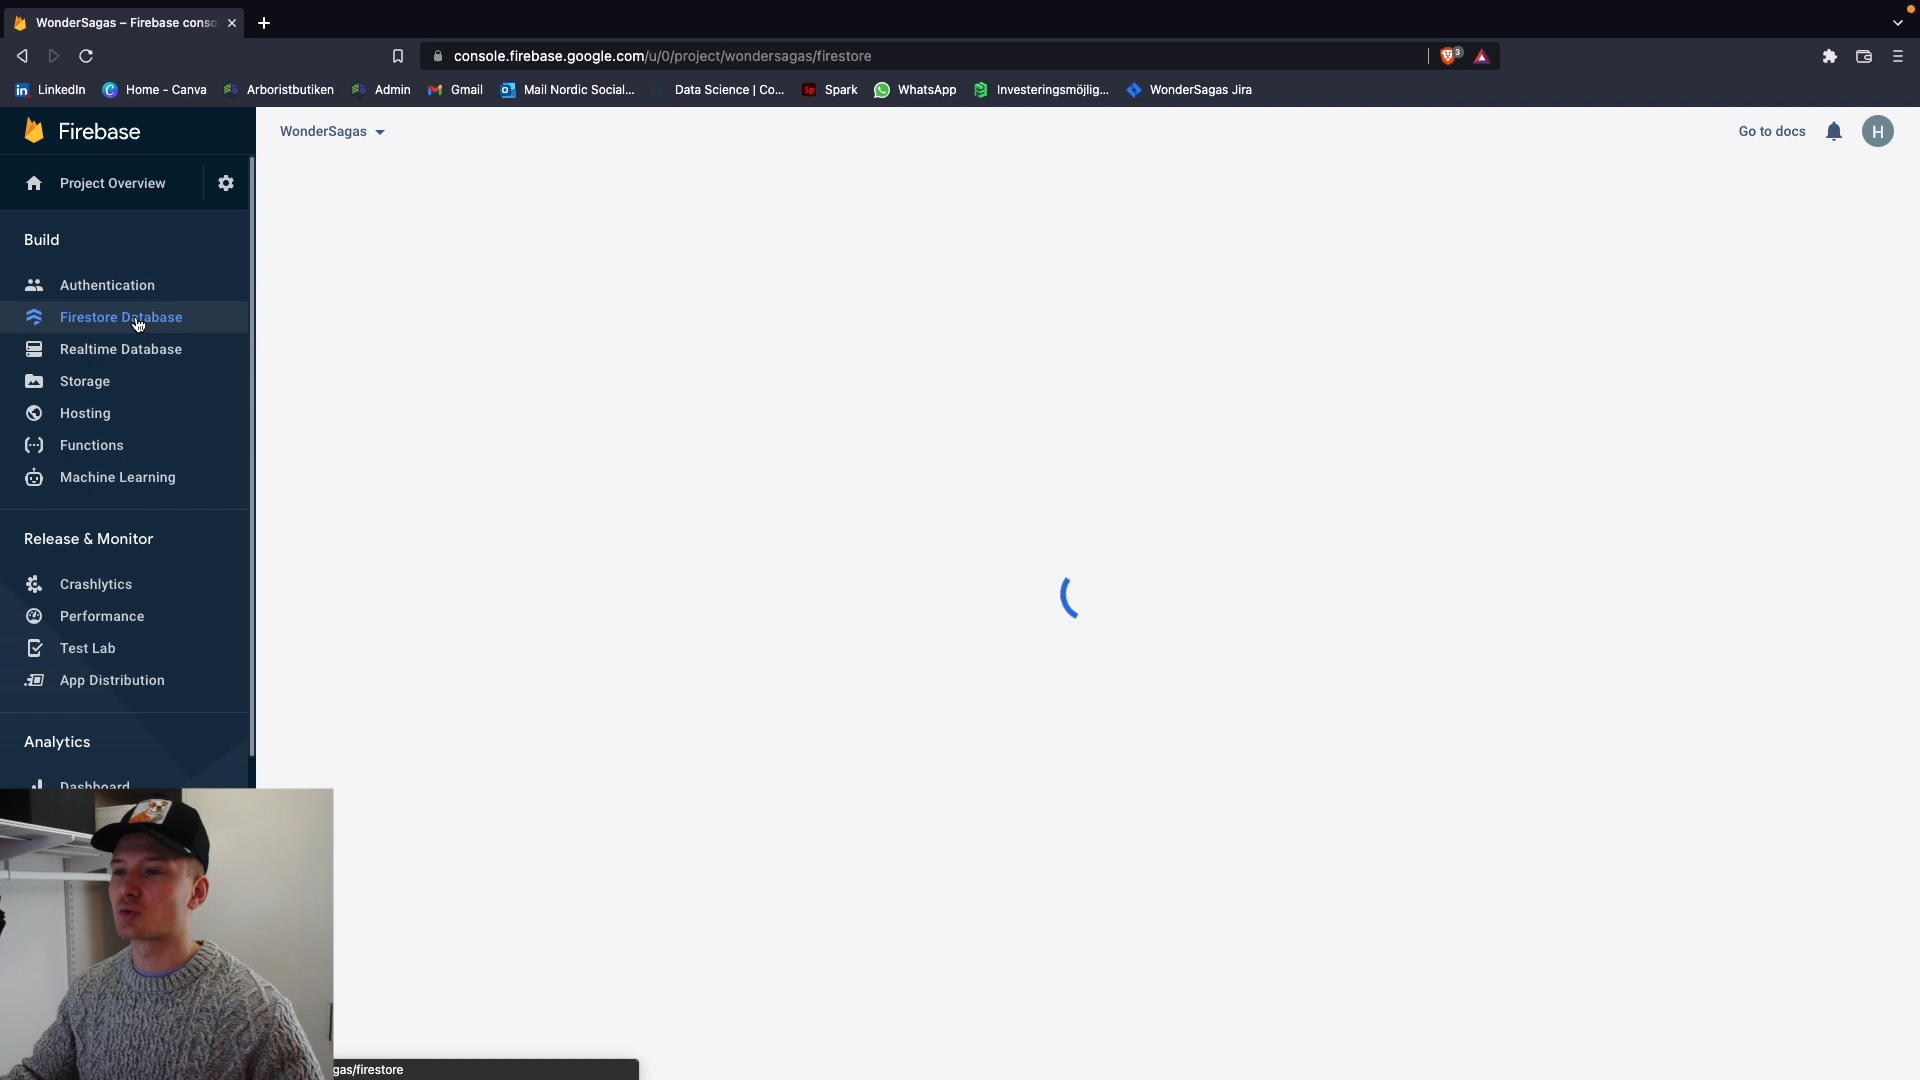 WonderSagas – Firebase conso
console.firebase.google.com/u/0/project/wondersagas/firestore
3
LinkedIn Home - Canva Arboristbutiken Admin Gmail Mail Nordic Social... Data Science | Co... Spark WhatsApp Investeringsmöjlig... WonderSagas Jira
Firebase
WonderSagas
Go to docs
H
Project Overview
Build
Authentication
Firestore Database
Realtime Database
Storage
Hosting
Functions
Machine Learning
Release & Monitor
Crashlytics
Performance
Test Lab
App Distribution
Analytics
Dashboard
gas/firestore